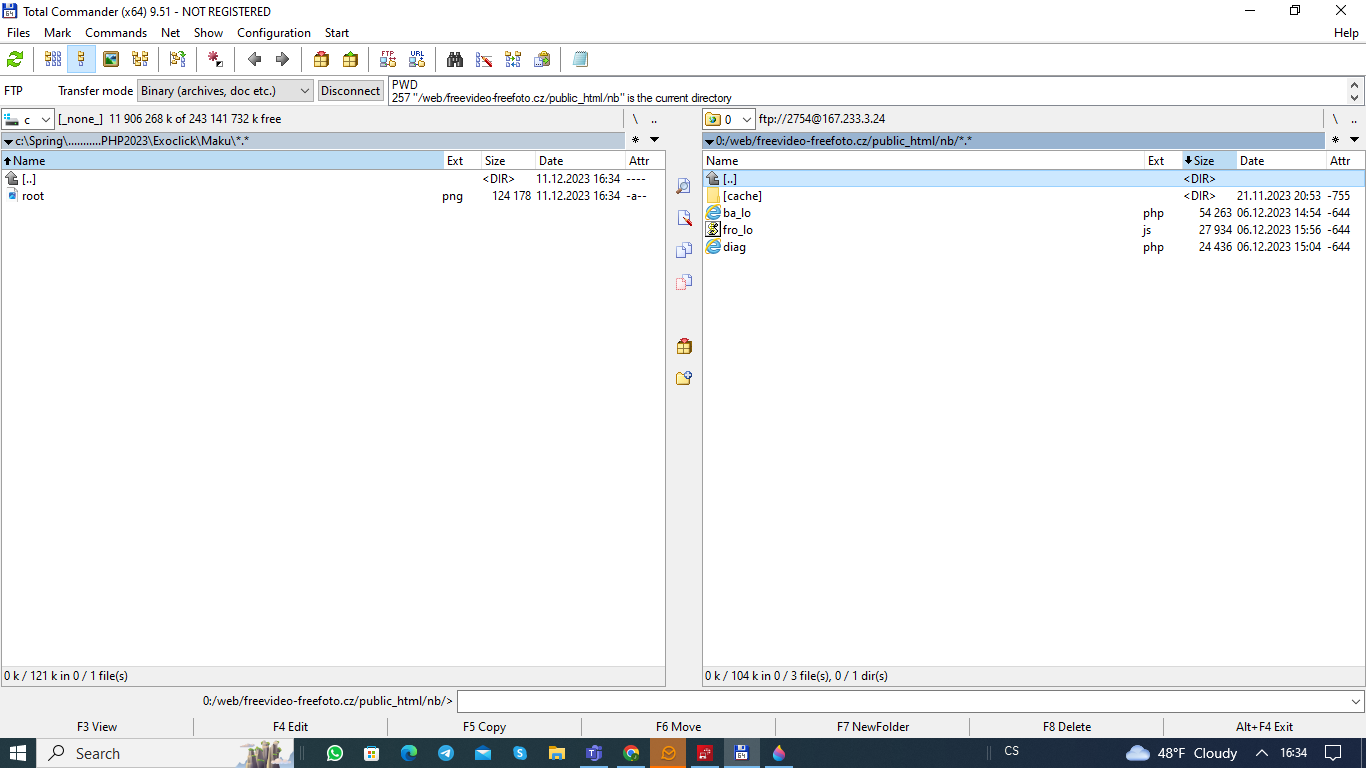 Total Commander (x64) 9.51 - NOT REGISTERED
Files Mark Commands Net Show Configuration Start Help
FTP URL
FTP Transfer mode Binary (archives, doc etc.) Disconnect
PWD
257 "/web/freevideo-freefoto.cz/public_html/nb" is the current directory
c [_none_] 11 906 268 k of 243 141 732 k free \ ..
c:\Spring\...........PHP2023\Exoclick\Maku\*.* *
Name Ext Size Date Attr
[..] <DIR> 11.12.2023 16:34 ----
root png 124 178 11.12.2023 16:34 -a--
0 k / 121 k in 0 / 1 file(s)
0 ftp://2754@167.233.3.24 \ ..
0:/web/freevideo-freefoto.cz/public_html/nb/*.* *
Name Ext Size Date Attr
[..] <DIR>
[cache] <DIR> 21.11.2023 20:53 -755
ba_lo php 54 263 06.12.2023 14:54 -644
fro_lo js 27 934 06.12.2023 15:56 -644
diag php 24 436 06.12.2023 15:04 -644
0 k / 104 k in 0 / 3 file(s), 0 / 1 dir(s)
0:/web/freevideo-freefoto.cz/public_html/nb/>
F3 View F4 Edit F5 Copy F6 Move F7 NewFolder F8 Delete Alt+F4 Exit
Search CS 48°F Cloudy 16:34